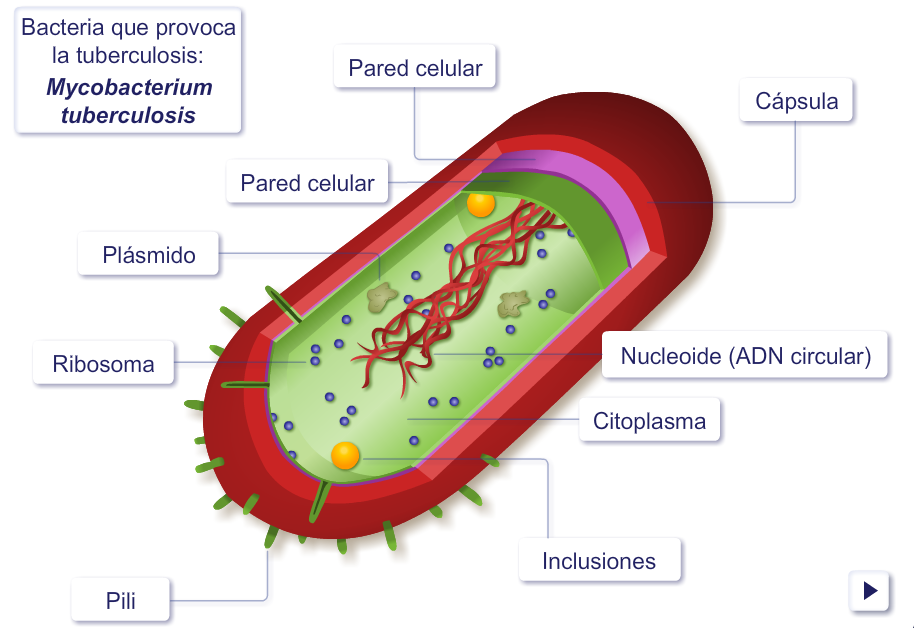 Bacteria que provoca
la tuberculosis:
Mycobacterium
tuberculosis
Pared celular
Cápsula
Pared celular
Plásmido
Ribosoma
Nucleoide (ADN circular)
Citoplasma
Inclusiones
Pili